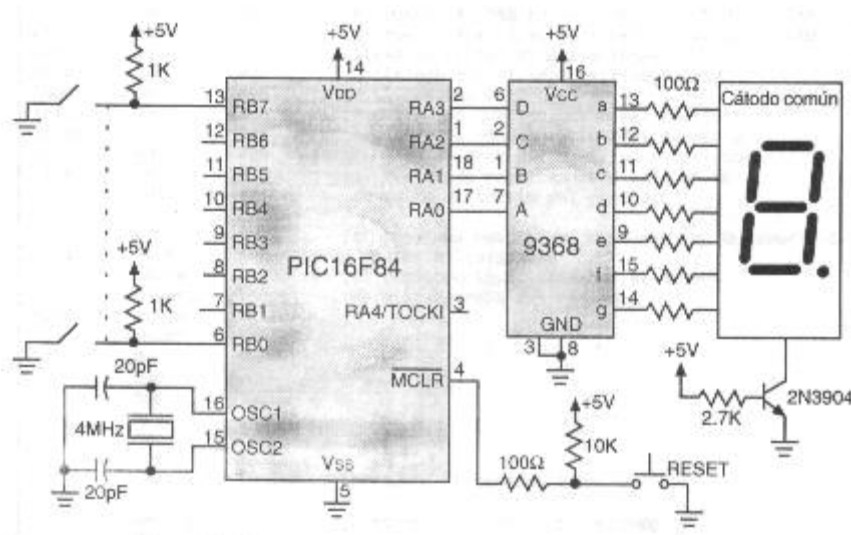 +5V
1K
13 RB7
12 RB6
11 RB5
10 RB4
9 RB3
8 RB2
7 RB1
6 RB0
+5V
1K
20pF
4MHz
20pF
16 OSC1
15 OSC2
+5V
14
VDD
PIC16F84
RA3 2
RA2 1
RA1 18
RA0 17
RA4/TOCKI 3
MCLR 4
Vss
5
+5V
16
Vcc
6 D
2 C
1 B
7 A
9368
a 13
b 12
c 11
d 10
e 9
f 15
g 14
GND
3 8
100Ω
Cátodo común
+5V
2.7K
2N3904
+5V
10K
100Ω
RESET